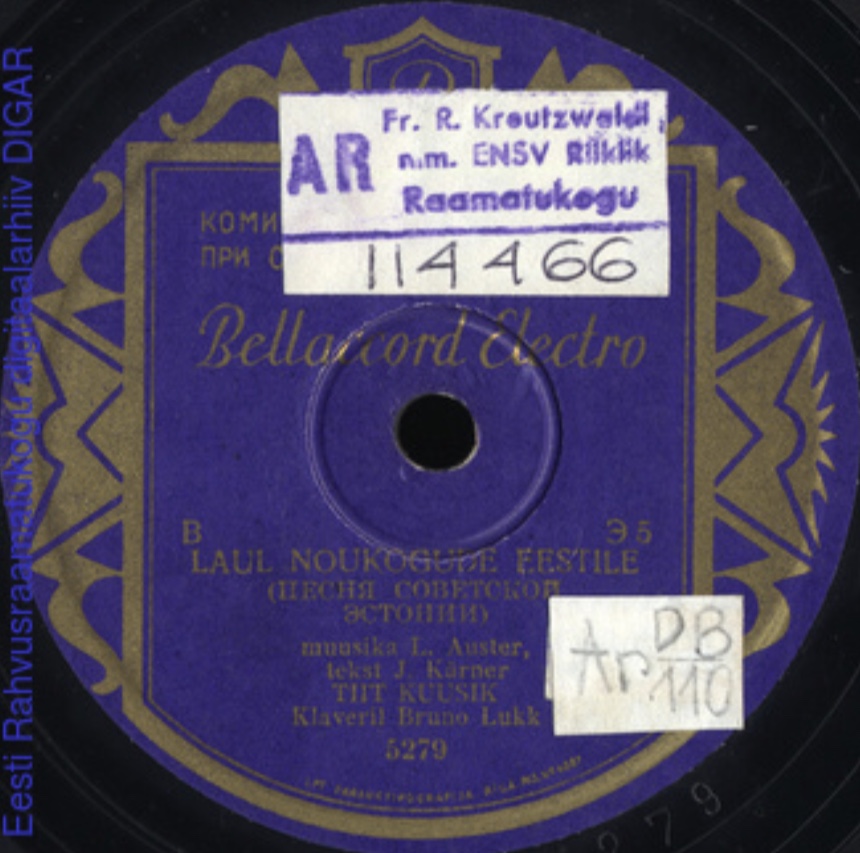 Eesti Rahvusraamatukogu digitaalarhiiv DIGAR
AR
Fr. R. Kreutzwaldi
n.m. ENSV Riiklik
Raamatukogu
114466
КОМИ
ПРИ
Bellaccord Electro
B
Э5
LAUL NOUKOGUDE EESTILE
(ПЕСНЯ СОВЕТСКОЙ
ЭСТОНИИ)
muusika L. Auster,
tekst J. Kärner
TIIT KUUSIK
Klaveril Bruno Lukk
5279
Ar DB
110